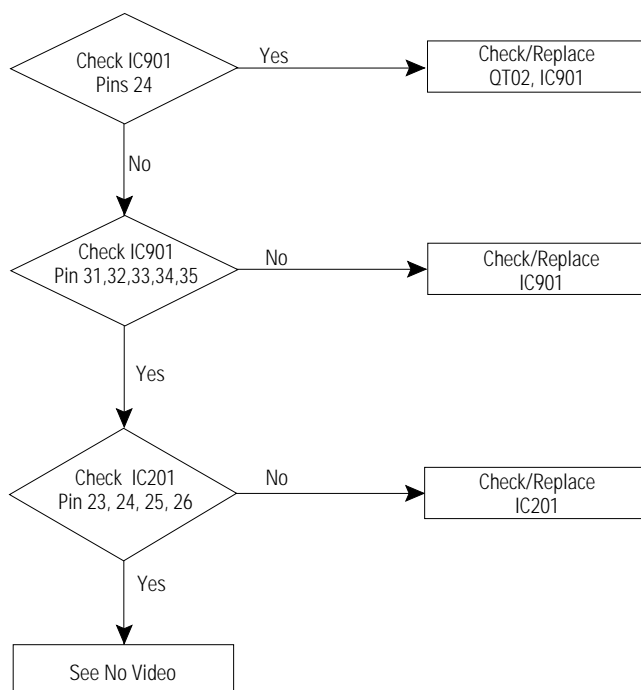 Check IC901
Pins 24
Yes
Check/Replace
QT02, IC901
No
Check IC901
Pin 31,32,33,34,35
No
Check/Replace
IC901
Yes
Check IC201
Pin 23, 24, 25, 26
No
Check/Replace
IC201
Yes
See No Video